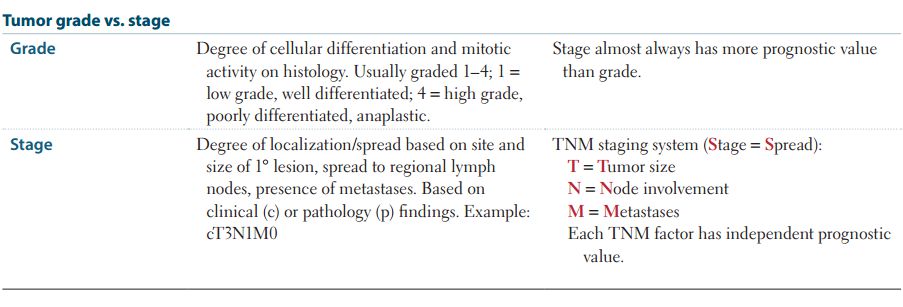 Tumor grade vs. stage
Grade
Degree of cellular differentiation and mitotic
activity on histology. Usually graded 1–4; 1 =
low grade, well differentiated; 4 = high grade,
poorly differentiated, anaplastic.
Stage almost always has more prognostic value
than grade.
Stage
Degree of localization/spread based on site and
size of 1° lesion, spread to regional lymph
nodes, presence of metastases. Based on
clinical (c) or pathology (p) findings. Example:
cT3N1M0
TNM staging system (Stage = Spread):
T = Tumor size
N = Node involvement
M = Metastases
Each TNM factor has independent prognostic
value.